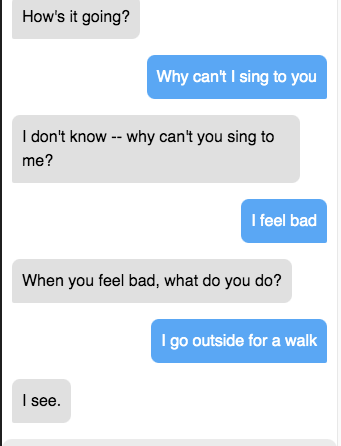 How's it going?
Why can't I sing to you
I don't know -- why can't you sing to
me?
I feel bad
When you feel bad, what do you do?
I go outside for a walk
I see.